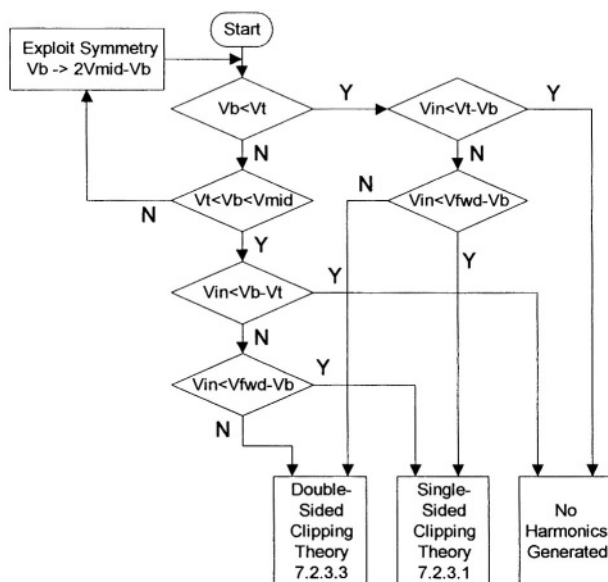 Start
Exploit Symmetry
Vb -> 2Vmid-Vb
Vb<Vt
Y
Vin<Vt-Vb
Y
N
N
Vt<Vb<Vmid
N
N
Vin<Vfwd-Vb
Y
Y
Vin<Vb-Vt
Y
N
Vin<Vfwd-Vb
Y
N
Double-
Sided
Clipping
Theory
7.2.3.3
Single-
Sided
Clipping
Theory
7.2.3.1
No
Harmonics
Generated